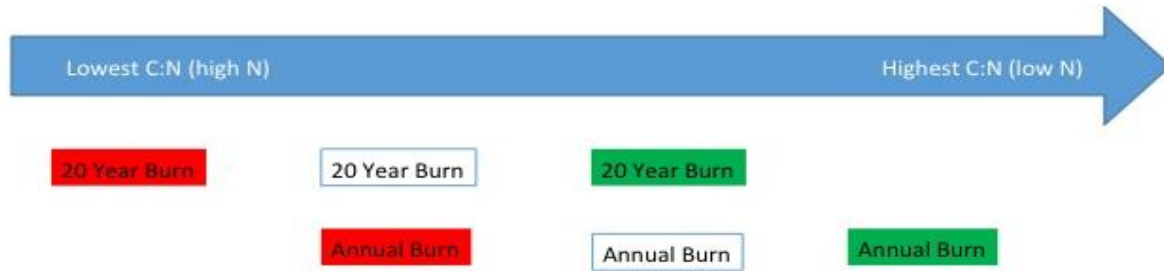 Lowest C:N (high N)
Highest C:N (low N)
20 Year Burn
20 Year Burn
20 Year Burn
Annual Burn
Annual Burn
Annual Burn